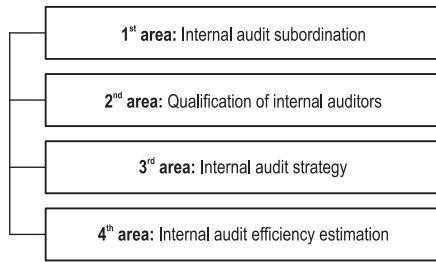 1st area: Internal audit subordination
2nd area: Qualification of internal auditors
3rd area: Internal audit strategy
4th area: Internal audit efficiency estimation